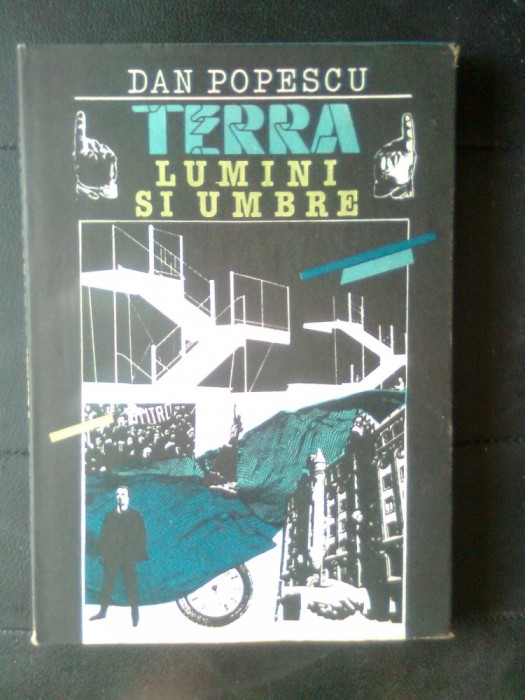 DAN POPESCU
TERRA
LUMINI
SI UMBRE